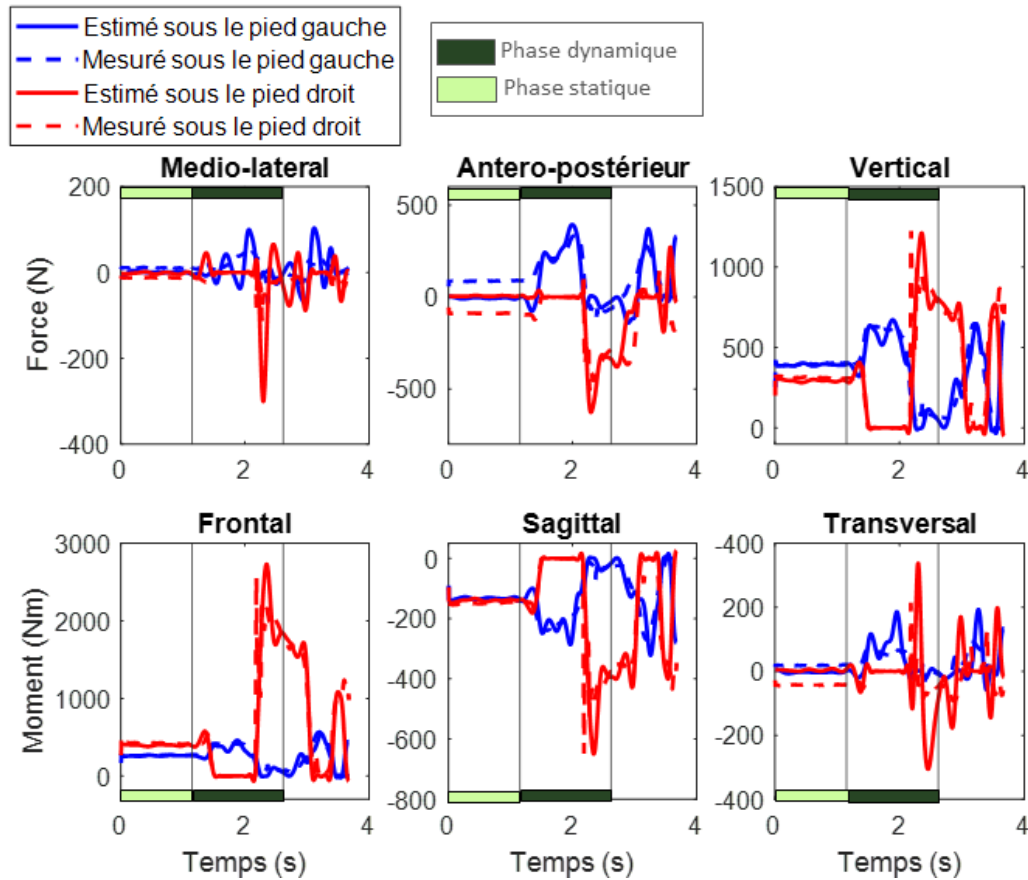 Estimé sous le pied gauche
Mesuré sous le pied gauche
Estimé sous le pied droit
Mesuré sous le pied droit
Phase dynamique
Phase statique
Medio-lateral
Antero-postérieur
Vertical
Force (N)
200
0
-200
-400
0 2 4
500
0
-500
0 2 4
1500
1000
500
0
0 2 4
Frontal
Sagittal
Transversal
Moment (Nm)
3000
2000
1000
0
0 2 4
Temps (s)
0
-200
-400
-600
-800
0 2 4
Temps (s)
-400
200
0
-200
-400
0 2 4
Temps (s)